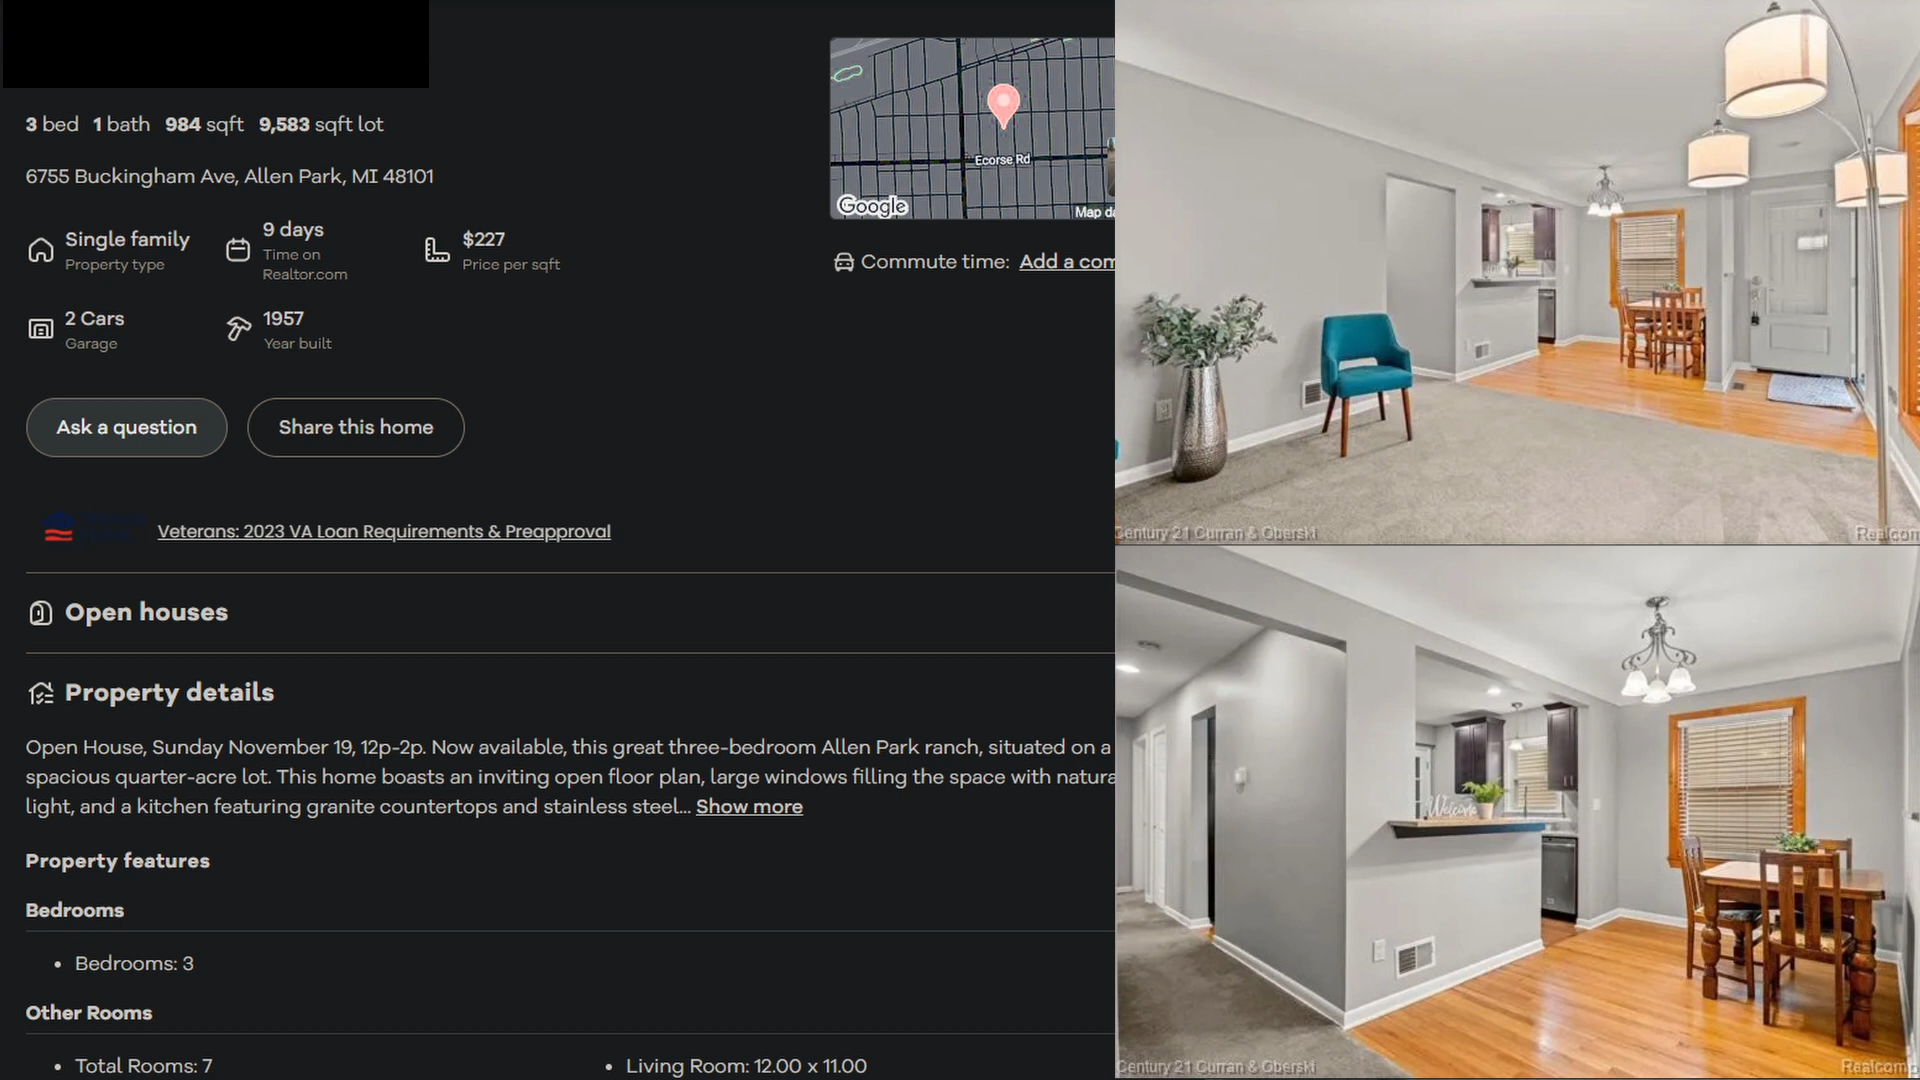 3 bed 1 bath 984 sqft 9,583 sqft lot
6755 Buckingham Ave, Allen Park, MI 48101
Single family
Property type
9 days
Time on
Realtor.com
$227
Price per sqft
2 Cars
Garage
1957
Year built
Ask a question
Share this home
Ecorse Rd
Google
Map da
Commute time: Add a com
Veterans: 2023 VA Loan Requirements & Preapproval
Open houses
Property details
Open House, Sunday November 19, 12p-2p. Now available, this great three-bedroom Allen Park ranch, situated on a
spacious quarter-acre lot. This home boasts an inviting open floor plan, large windows filling the space with natura
light, and a kitchen featuring granite countertops and stainless steel... Show more
Property features
Bedrooms
• Bedrooms: 3
Other Rooms
• Total Rooms: 7
• Living Room: 12.00 x 11.00
Century 21 Curran & Oberski
Realcom
Welcome
Century 21 Curran & Oberski
Realcomp